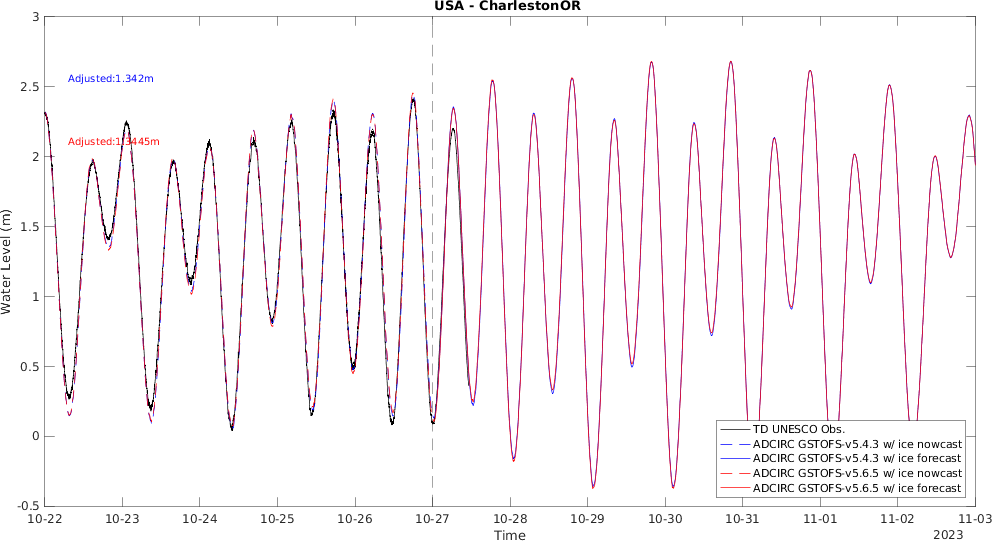 USA - CharlestonOR
3
2.5
2
1.5
1
0.5
0
-0.5
Water Level (m)
Adjusted:1.342m
Adjusted:1.3445m
TD UNESCO Obs.
ADCIRC GSTOFS-v5.4.3 w/ ice nowcast
ADCIRC GSTOFS-v5.4.3 w/ ice forecast
ADCIRC GSTOFS-v5.6.5 w/ ice nowcast
ADCIRC GSTOFS-v5.6.5 w/ ice forecast
10-22 10-23 10-24 10-25 10-26 10-27 10-28 10-29 10-30 10-31 11-01 11-02 11-03
Time
2023